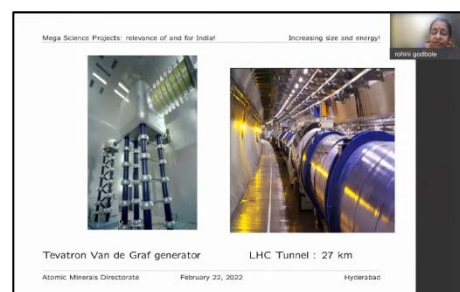 Mega Science Projects: relevance of and for India! Increasing size and energy!
rohini godbole
Tevatron Van de Graf generator LHC Tunnel : 27 km
Atomic Minerals Directorate February 22, 2022 Hyderabad